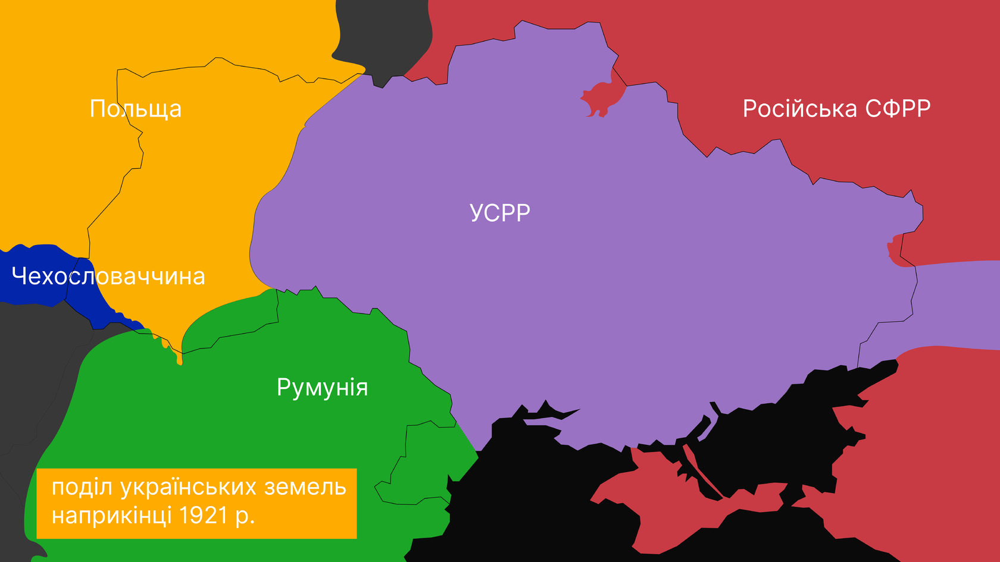 Польща
Російська СФРР
УСРР
Чехословаччина
Румунія
поділ українських земель
наприкінці 1921 р.